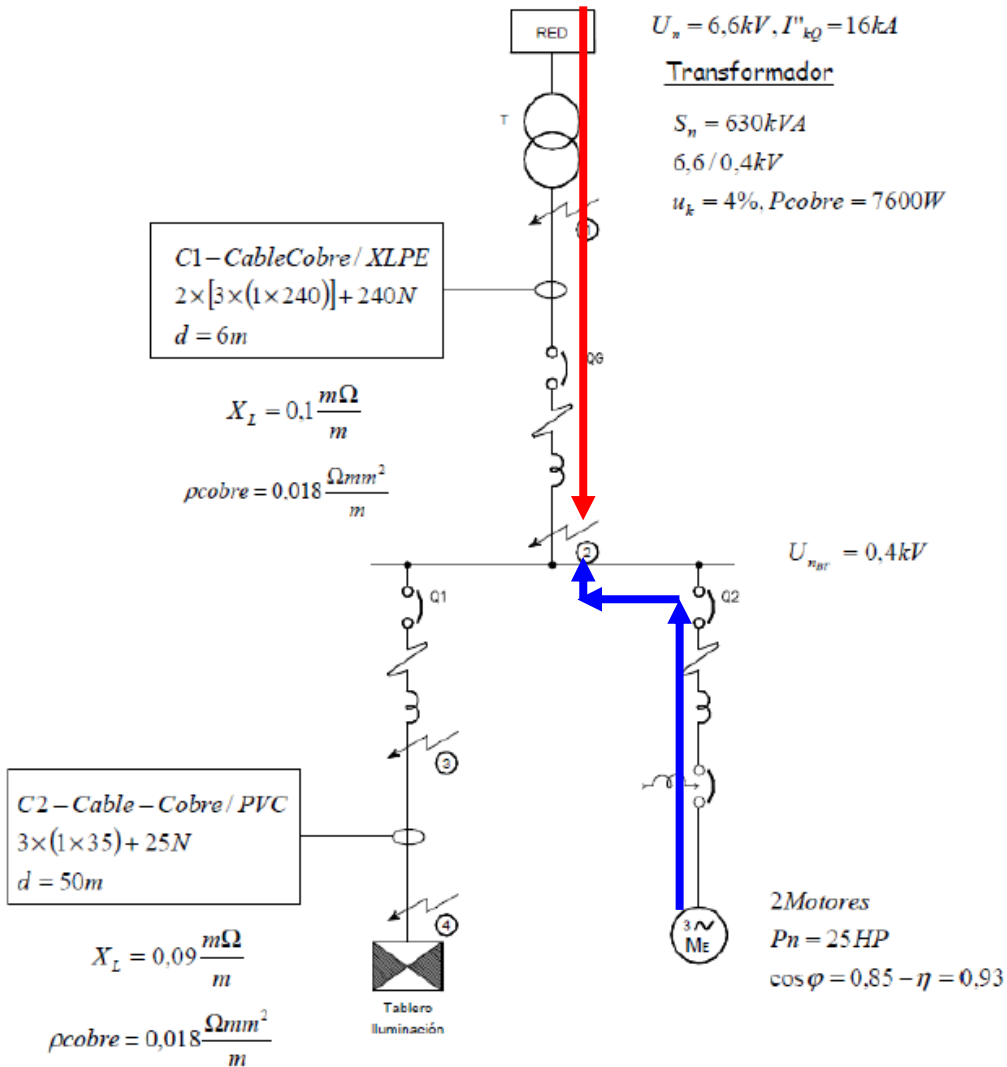 RED
U_n = 6,6kV, I"_kQ = 16kA
Transformador
T
S_n = 630kVA
6,6/0,4kV
u_k = 4%, Pcobre = 7600W
1
C1-CableCobre/XLPE
2×[3×(1×240)]+240N
d = 6m
QG
X_L = 0,1 mΩ/m
ρcobre = 0.018 Ωmm²/m
2
U_nBT = 0,4kV
Q1
Q2
3
C2-Cable-Cobre/PVC
3×(1×35)+25N
d = 50m
4
3∿
ME
2Motores
Pn = 25HP
cosφ = 0.85 - η = 0,93
X_L = 0,09 mΩ/m
Tablero
Iluminación
ρcobre = 0,018 Ωmm²/m